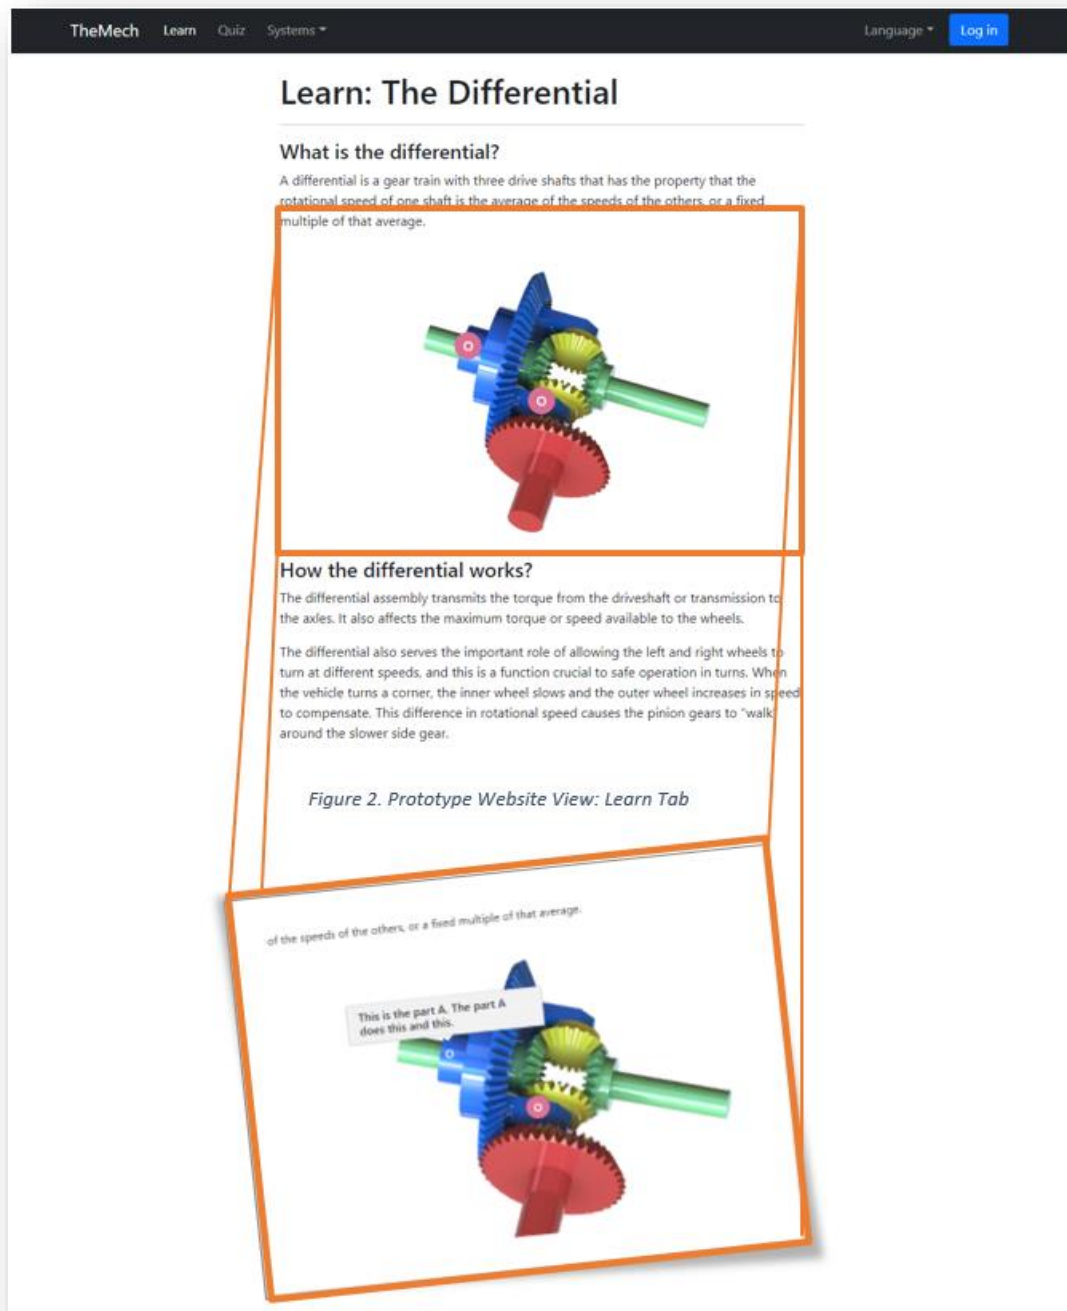 TheMech Learn Quiz Systems Language Log in
Learn: The Differential
What is the differential?
A differential is a gear train with three drive shafts that has the property that the
rotational speed of one shaft is the average of the speeds of the others, or a fixed
multiple of that average.
How the differential works?
The differential assembly transmits the torque from the driveshaft or transmission to
the axles. It also affects the maximum torque or speed available to the wheels.
The differential also serves the important role of allowing the left and right wheels to
turn at different speeds, and this is a function crucial to safe operation in turns. When
the vehicle turns a corner, the inner wheel slows and the outer wheel increases in speed
to compensate. This difference in rotational speed causes the pinion gears to "walk"
around the slower side gear.
Figure 2. Prototype Website View: Learn Tab
of the speeds of the others, or a fixed multiple of that average.
This is the part A. The part A
does this and this.